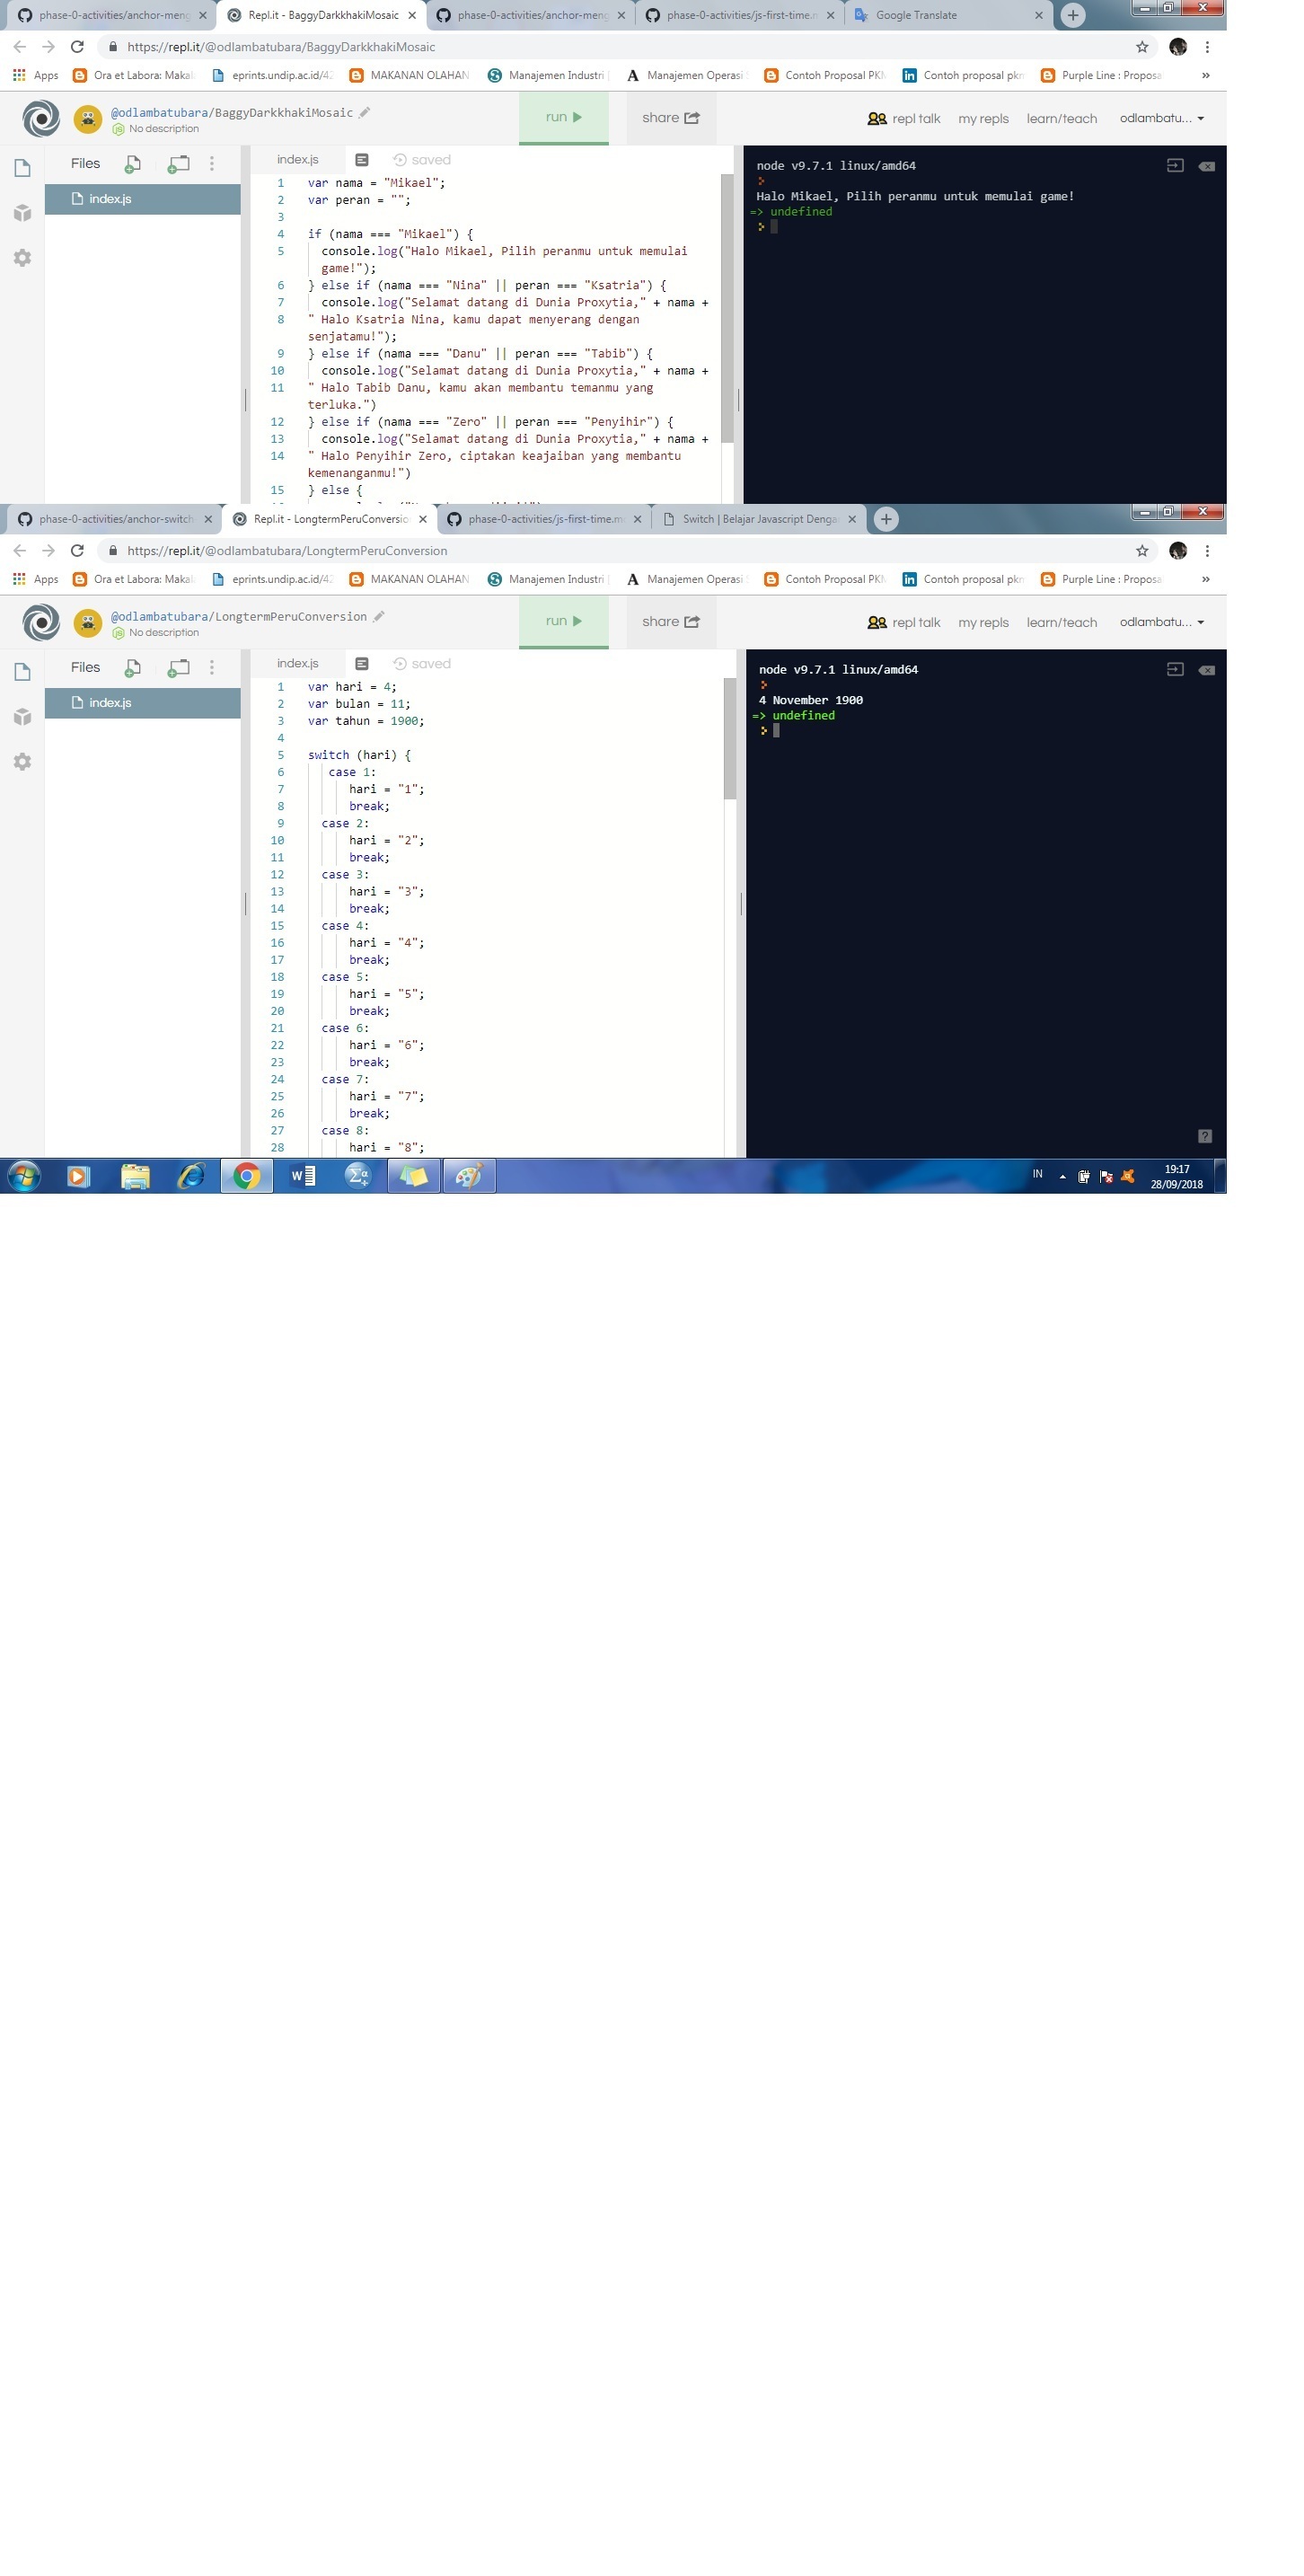 phase-0-activities/anchor-meng
Repl.it - BaggyDarkkhakiMosaic
phase-0-activities/anchor-meng
phase-0-activities/js-first-time.m
Google Translate
https://repl.it/@odlambatubara/BaggyDarkkhakiMosaic
Apps
Ora et Labora: Maka
eprints.undip.ac.id/42
MAKANAN OLAHAN
Manajemen Industri
Manajemen Operasi
Contoh Proposal PKM
Contoh proposal pkm
Purple Line : Proposa
»
@odlambatubara/BaggyDarkkhakiMosaic
No description
run
share
repl talk
my repls
learn/teach
odlambatu...
Files
index.js
index.js
saved
1 var nama = "Mikael";
2 var peran = "";
3
4 if (nama === "Mikael") {
5 console.log("Halo Mikael, Pilih peranmu untuk memulai
game!");
6 } else if (nama === "Nina" || peran === "Ksatria") {
7 console.log("Selamat datang di Dunia Proxytia," + nama +
8 " Halo Ksatria Nina, kamu dapat menyerang dengan
senjatamu!");
9 } else if (nama === "Danu" || peran === "Tabib") {
10 console.log("Selamat datang di Dunia Proxytia," + nama +
11 " Halo Tabib Danu, kamu akan membantu temanmu yang
terluka.")
12 } else if (nama === "Zero" || peran === "Penyihir") {
13 console.log("Selamat datang di Dunia Proxytia," + nama +
14 " Halo Penyihir Zero, ciptakan keajaiban yang membantu
kemenanganmu!")
15 } else {
node v9.7.1 linux/amd64
Halo Mikael, Pilih peranmu untuk memulai game!
=> undefined
phase-0-activities/anchor-switch
Repl.it - LongtermPeruConversio
phase-0-activities/js-first-time.m
Switch | Belajar Javascript Denga
https://repl.it/@odlambatubara/LongtermPeruConversion
Apps
Ora et Labora: Maka
eprints.undip.ac.id/42
MAKANAN OLAHAN
Manajemen Industri
Manajemen Operasi
Contoh Proposal PKM
Contoh proposal pkm
Purple Line : Proposa
»
@odlambatubara/LongtermPeruConversion
No description
run
share
repl talk
my repls
learn/teach
odlambatu...
Files
index.js
index.js
saved
1 var hari = 4;
2 var bulan = 11;
3 var tahun = 1900;
4
5 switch (hari) {
6 case 1:
7 hari = "1";
8 break;
9 case 2:
10 hari = "2";
11 break;
12 case 3:
13 hari = "3";
14 break;
15 case 4:
16 hari = "4";
17 break;
18 case 5:
19 hari = "5";
20 break;
21 case 6:
22 hari = "6";
23 break;
24 case 7:
25 hari = "7";
26 break;
27 case 8:
28 hari = "8";
node v9.7.1 linux/amd64
4 November 1900
=> undefined
?
IN
19:17
28/09/2018